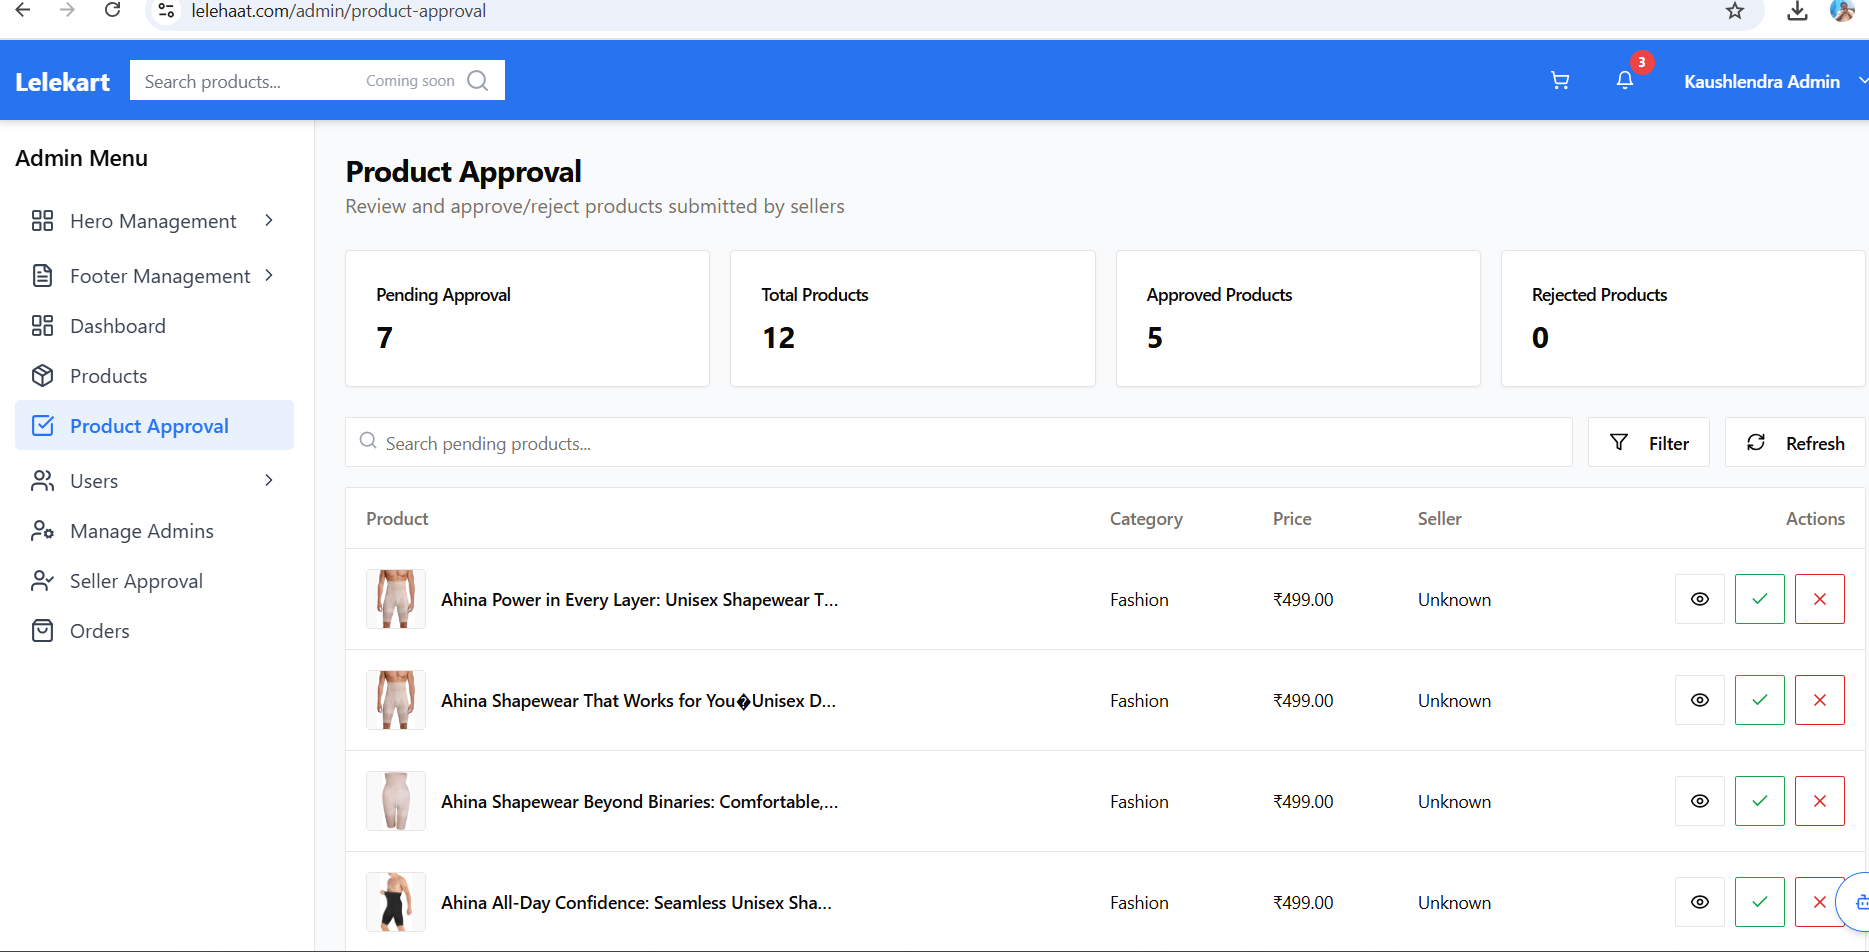 lelehaat.com/admin/product-approval
Lelekart
Search products...
Coming soon
3
Kaushlendra Admin
Admin Menu
Hero Management
Footer Management
Dashboard
Products
Product Approval
Users
Manage Admins
Seller Approval
Orders
Product Approval
Review and approve/reject products submitted by sellers
Pending Approval
7
Total Products
12
Approved Products
5
Rejected Products
0
Search pending products...
Filter
Refresh
Product Category Price Seller Actions
Ahina Power in Every Layer: Unisex Shapewear T... Fashion ₹499.00 Unknown
Ahina Shapewear That Works for You�Unisex D... Fashion ₹499.00 Unknown
Ahina Shapewear Beyond Binaries: Comfortable,... Fashion ₹499.00 Unknown
Ahina All-Day Confidence: Seamless Unisex Sha... Fashion ₹499.00 Unknown